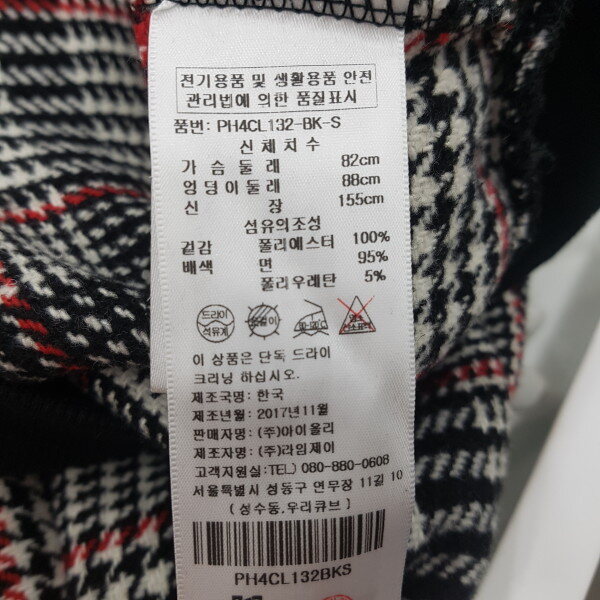 전기용품 및 생활용품 안전
관리법에 의한 품질표시
품번: PH4CL132-BK-S
신체치수
가슴둘레 82cm
엉덩이둘레 88cm
신장 155cm
섬유의조성
겉감 폴리에스터 100%
배색 면 95%
폴리우레탄 5%
드라이
석유계
이 상품은 단독 드라이
크리닝 하십시오.
제조국명: 한국
제조년월: 2017년11월
판매자명: (주)아이올리
제조자명: (주)라임제이
고객지원실:TEL) 080-880-0608
서울특별시 성동구 연무장 11길 10
(성수동,우리큐브)
PH4CL132BKS